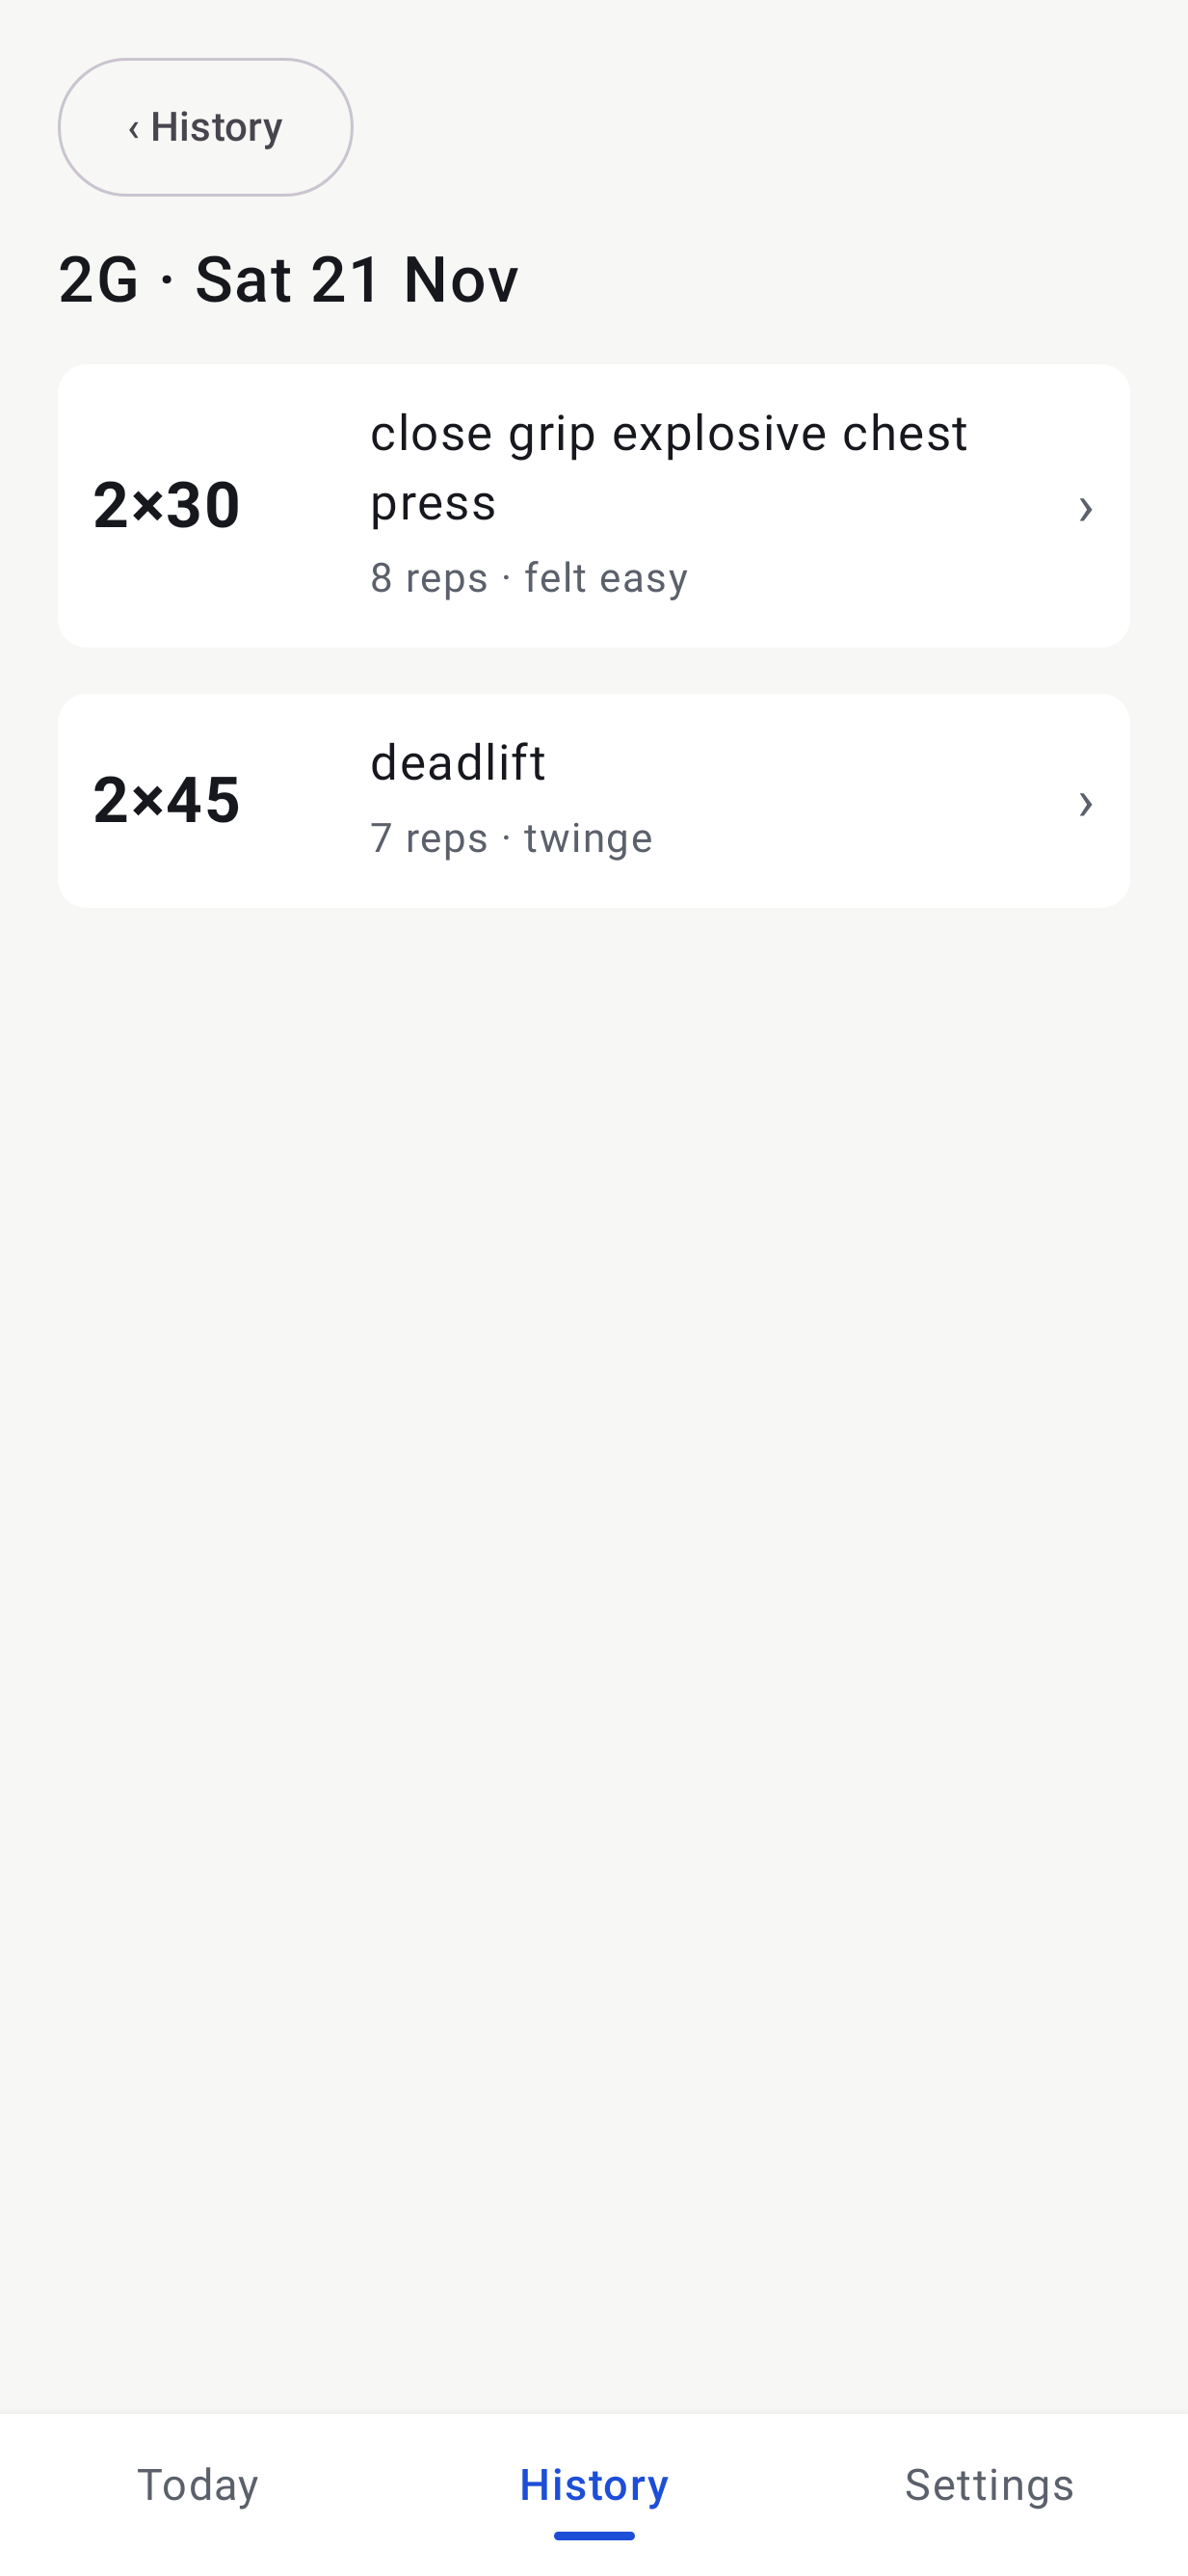 ‹ History
2G · Sat 21 Nov
2×30
close grip explosive chest
press
8 reps · felt easy
›
2×45
deadlift
7 reps · twinge
›
Today
History
Settings